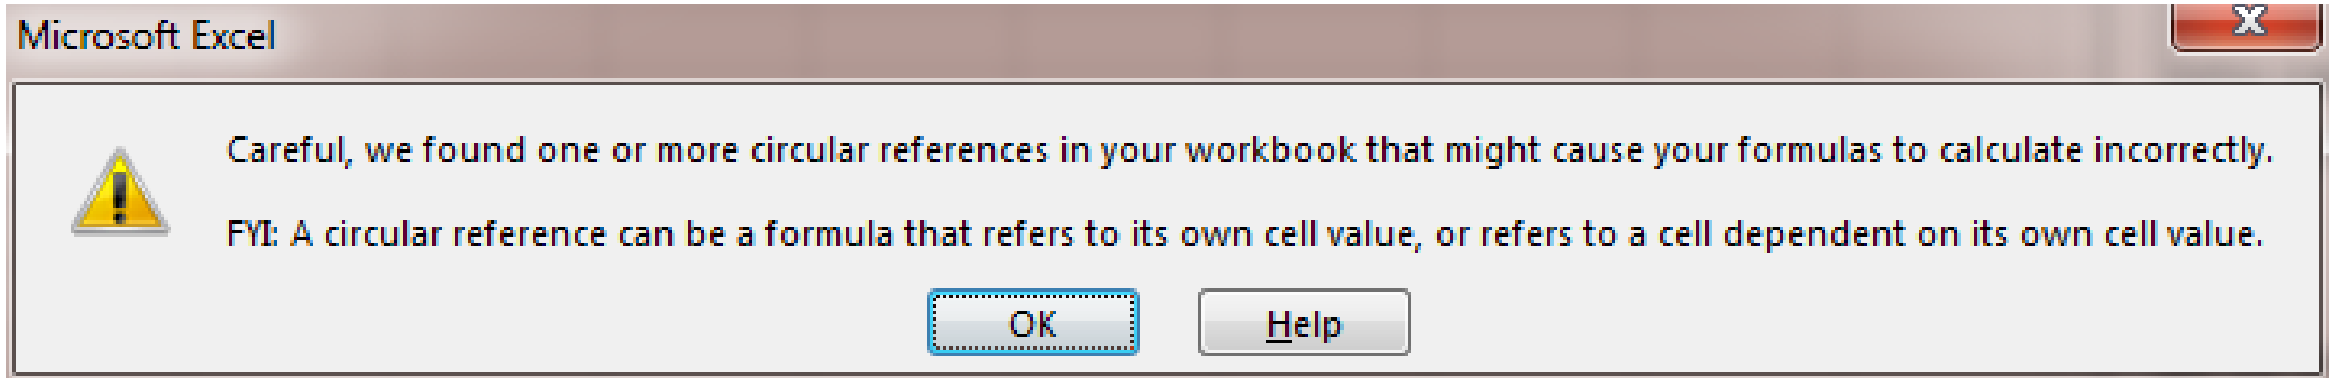 Microsoft Excel
Careful, we found one or more circular references in your workbook that might cause your formulas to calculate incorrectly.
FYI: A circular reference can be a formula that refers to its own cell value, or refers to a cell dependent on its own cell value.
OK Help